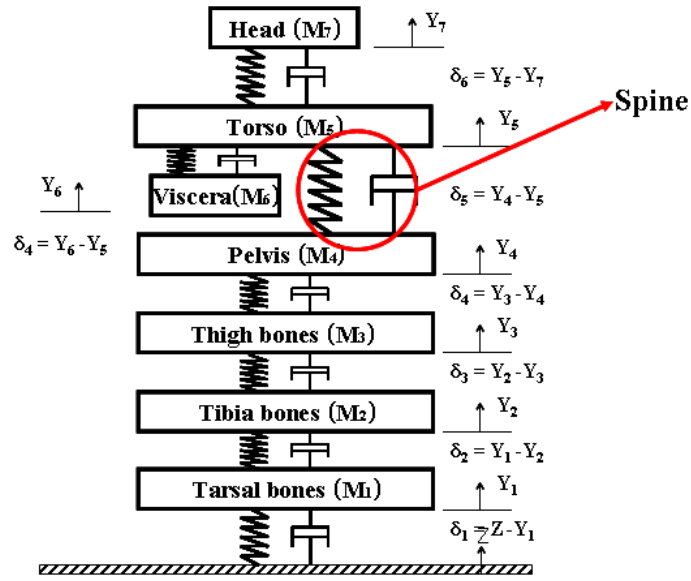 Head (M₇)
Y₇
δ₆ = Y₅ - Y₇
Spine
Torso (M₅)
Y₅
Viscera(M₆)
Y₆
δ₅ = Y₄ - Y₅
δ₄ = Y₆ - Y₅
Pelvis (M₄)
Y₄
δ₄ = Y₃ - Y₄
Thigh bones (M₃)
Y₃
δ₃ = Y₂ - Y₃
Tibia bones (M₂)
Y₂
δ₂ = Y₁ - Y₂
Tarsal bones (M₁)
Y₁
δ₁ = Z - Y₁
Z